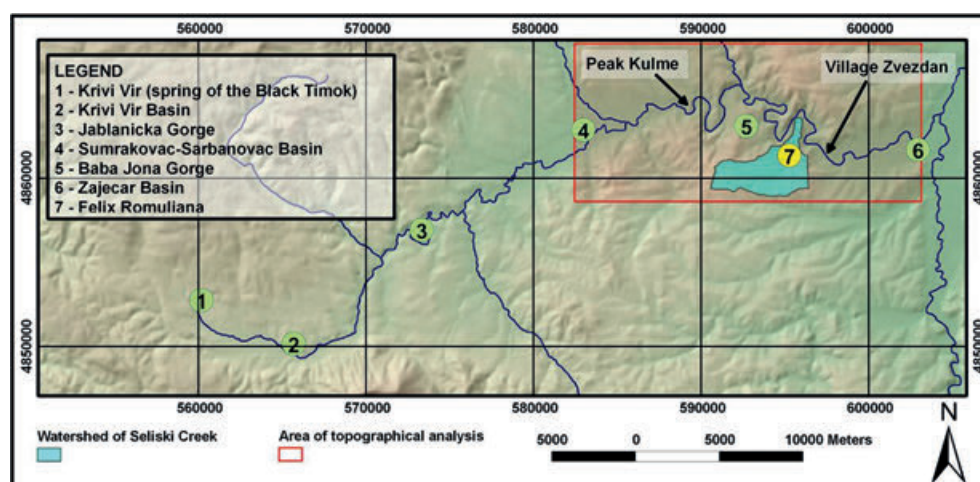 560000 570000 580000 590000 600000
LEGEND
1 - Krivi Vir (spring of the Black Timok)
2 - Krivi Vir Basin
3 - Jablanicka Gorge
4 - Sumrakovac-Sarbanovac Basin
5 - Baba Jona Gorge
6 - Zajecar Basin
7 - Felix Romuliana
Peak Kulme
Village Zvezdan
4
5
6
7
4860000
4860000
3
1
2
4850000
4850000
560000 570000 580000 590000 600000
Watershed of Seliski Creek
Area of topographical analysis
5000 0 5000 10000 Meters
N